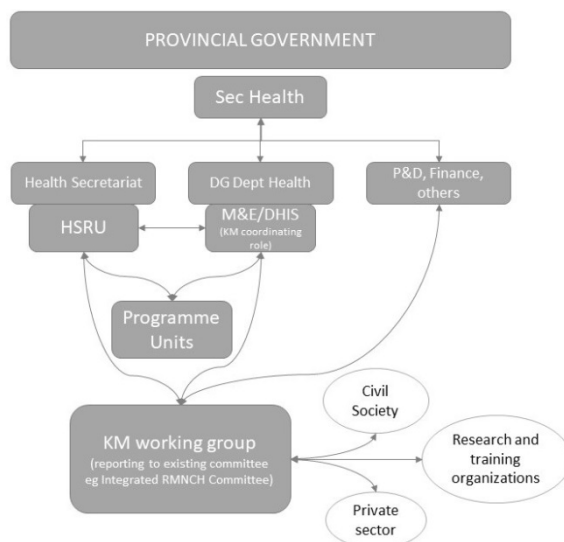 PROVINCIAL GOVERNMENT
Sec Health
Health Secretariat
DG Dept Health
P&D, Finance,
others
HSRU
M&E/DHIS
(KM coordinating
role)
Programme
Units
Civil
Society
KM working group
(reporting to existing committee
eg Integrated RMNCH Committee)
Research and
training
organizations
Private
sector